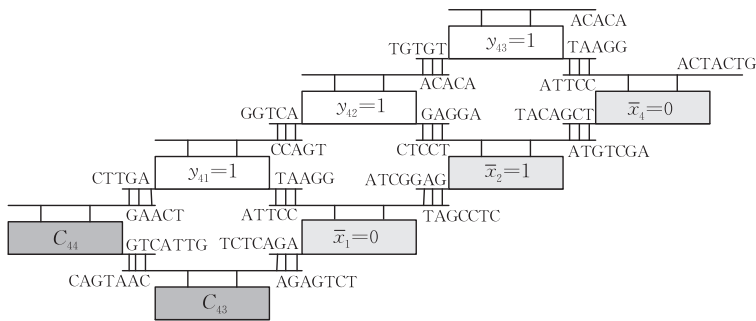 ACACA
TGTGT y₄₃=1 TAAGG
ACTACTG
ACACA ATTCC
GGTCA y₄₂=1 GAGGA TACAGCT x̄₄=0
CCAGT CTCCT ATGTCGA
CTTGA y₄₁=1 TAAGG ATCGGAG x̄₂=1
GAACT ATTCC TAGCCTC
C₄₄ GTCATTG TCTCAGA x̄₁=0
CAGTAAC AGAGTCT
C₄₃